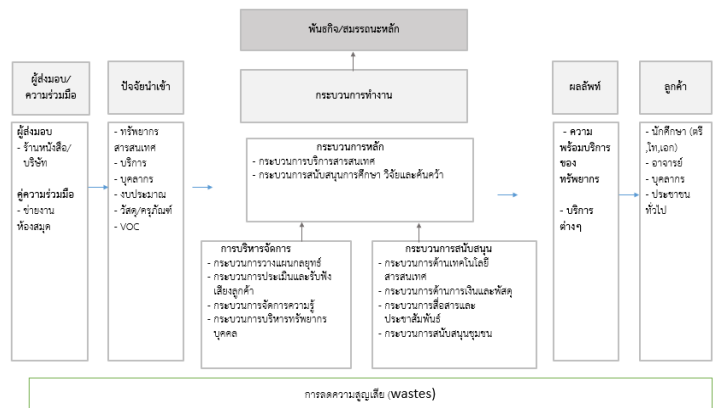 พันธกิจ/สมรรถนะหลัก
ผู้ส่งมอบ/
ความร่วมมือ
ปัจจัยนำเข้า
กระบวนการทำงาน
ผลลัพท์
ลูกค้า
ผู้ส่งมอบ
- ร้านหนังสือ/
บริษัท
คู่ความร่วมมือ
- ข่ายงาน
ห้องสมุด
- ทรัพยากร
สารสนเทศ
- บริการ
- บุคลากร
- งบประมาณ
- วัสดุ/ครุภัณฑ์
- VOC
กระบวนการหลัก
- กระบวนการบริการสารสนเทศ
- กระบวนการสนับสนุนการศึกษา วิจัยและค้นคว้า
การบริหารจัดการ
- กระบวนการวางแผนกลยุทธ์
- กระบวนการประเมินและรับฟัง
เสียงลูกค้า
- กระบวนการจัดการความรู้
- กระบวนการบริหารทรัพยากร
บุคคล
กระบวนการสนับสนุน
- กระบวนการด้านเทคโนโลยี
สารสนเทศ
- กระบวนการด้านการเงินและพัสดุ
- กระบวนการสื่อสารและ
ประชาสัมพันธ์
- กระบวนการสนับสนุนชุมชน
- ความ
พร้อมบริการ
ของ
ทรัพยากร
- บริการ
ต่างๆ
- นักศึกษา (ตรี
,โท,เอก)
- อาจารย์
- บุคลากร
- ประชาชน
ทั่วไป
การลดความสูญเสีย (wastes)